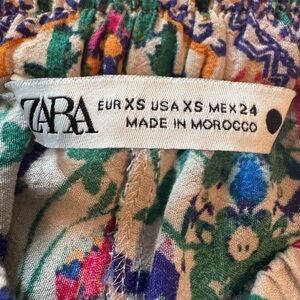 ZARA
EUR XS USA XS MEX 24
MADE IN MOROCCO